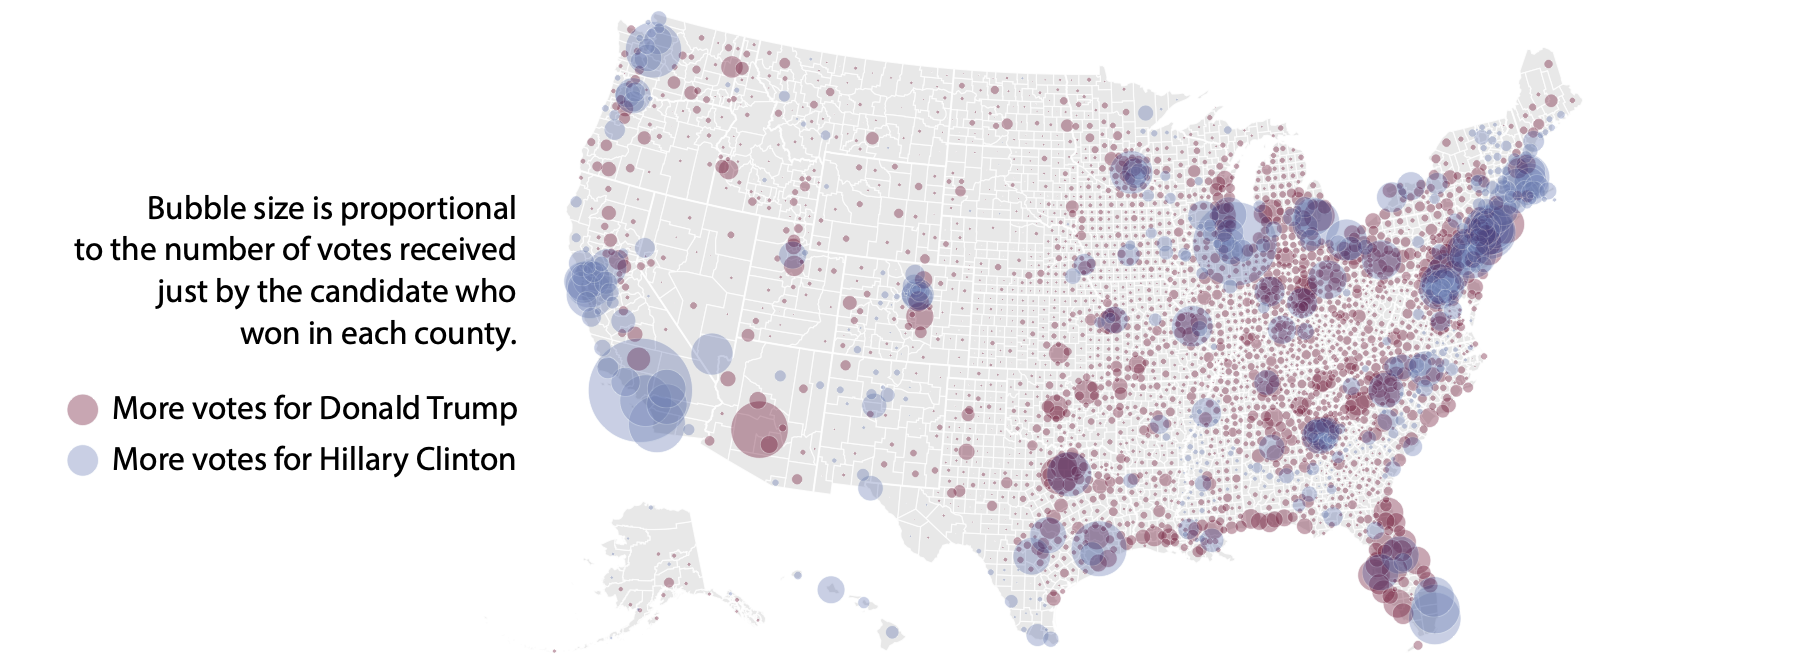 Bubble size is proportional
to the number of votes received
just by the candidate who
won in each county.
More votes for Donald Trump
More votes for Hillary Clinton